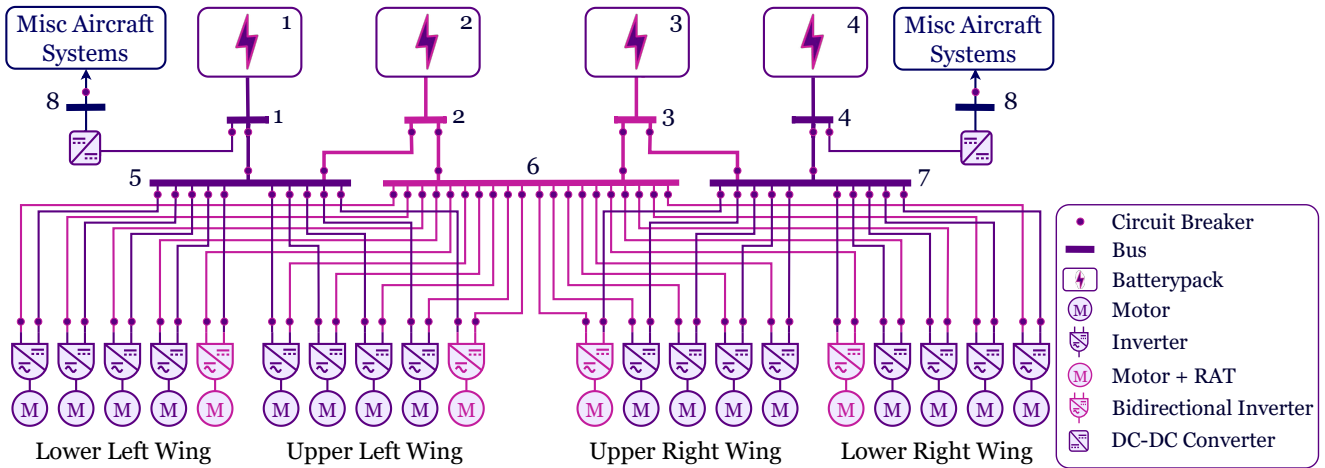 Misc Aircraft
Systems
1
2
3
4
Misc Aircraft
Systems
8
1
2
3
4
8
5
6
7
M M M M M M M M M M M M M M M M M M M M
Lower Left Wing
Upper Left Wing
Upper Right Wing
Lower Right Wing
Circuit Breaker
Bus
Batterypack
M Motor
Inverter
M Motor + RAT
Bidirectional Inverter
DC-DC Converter